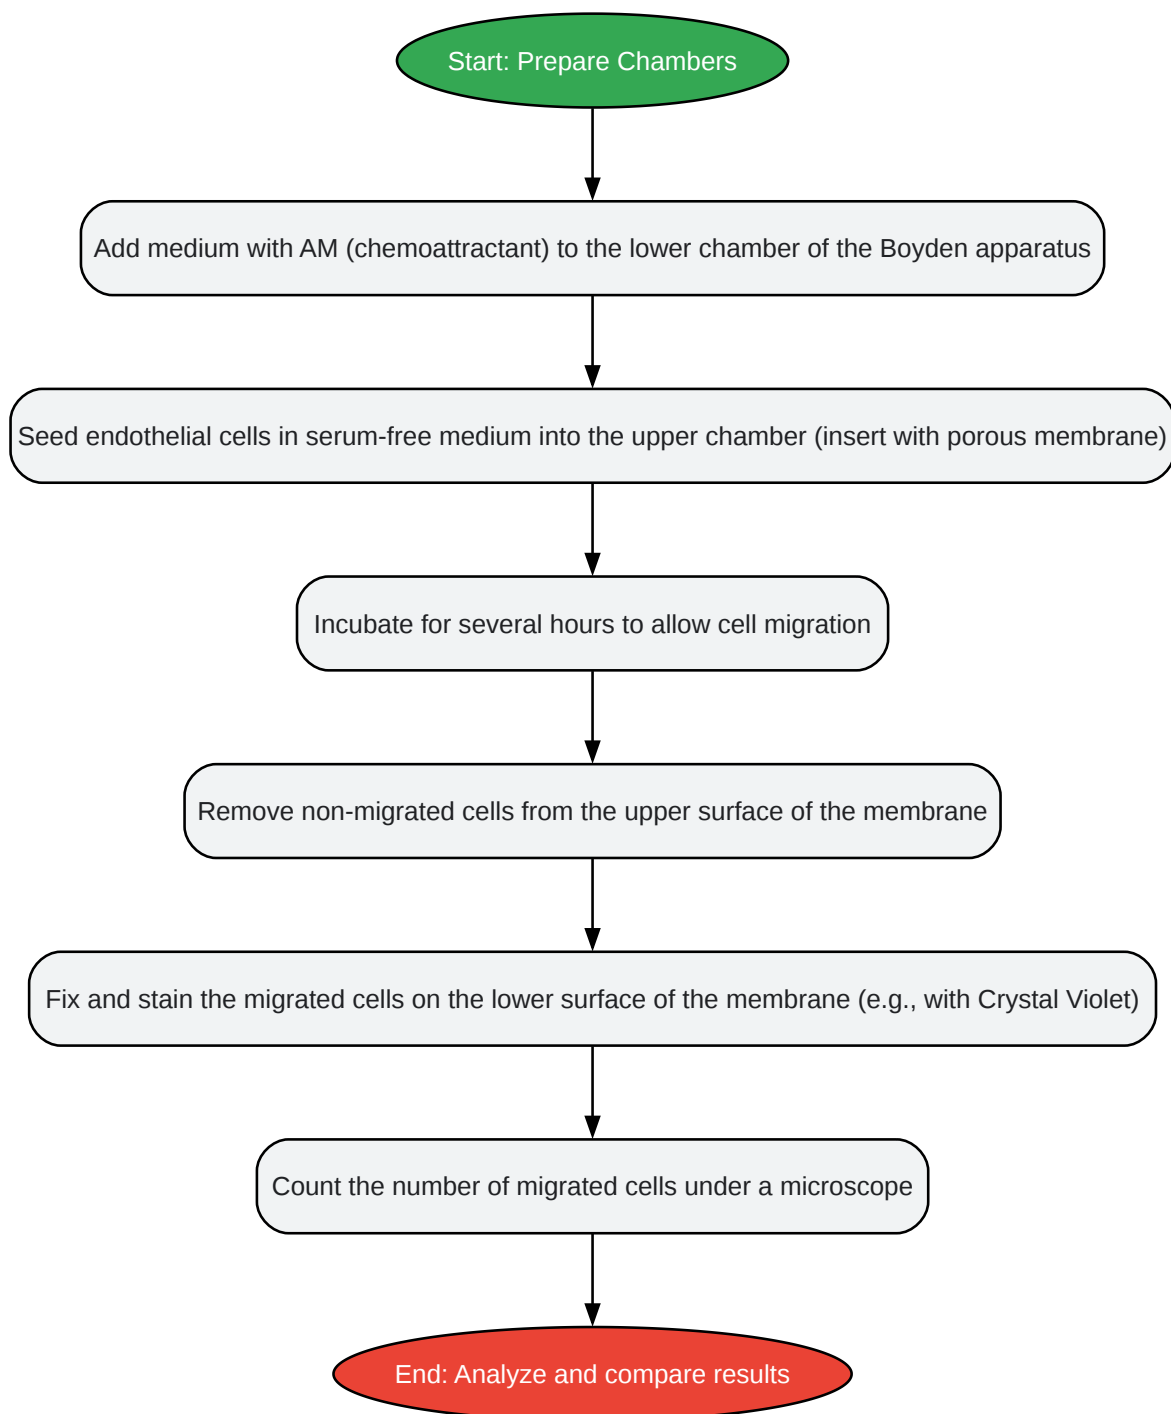 Start: Prepare Chambers
Add medium with AM (chemoattractant) to the lower chamber of the Boyden apparatus
Seed endothelial cells in serum-free medium into the upper chamber (insert with porous membrane)
Incubate for several hours to allow cell migration
Remove non-migrated cells from the upper surface of the membrane
Fix and stain the migrated cells on the lower surface of the membrane (e.g., with Crystal Violet)
Count the number of migrated cells under a microscope
End: Analyze and compare results